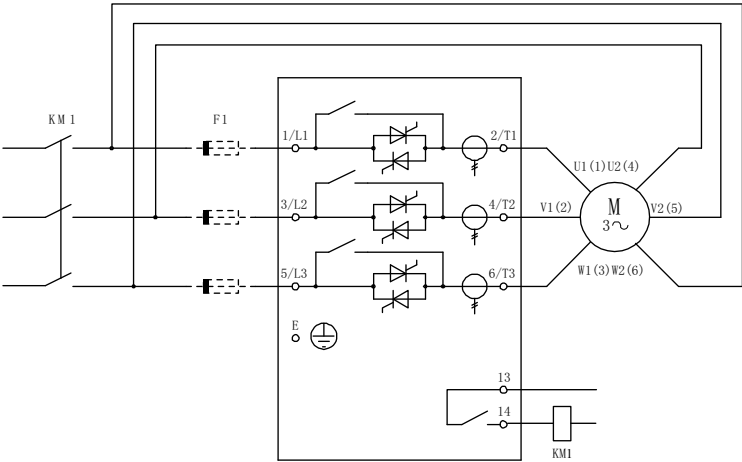 KM1
F1
1/L1
2/T1
U1(1)U2(4)
3/L2
4/T2
V1(2)
M
3~
V2(5)
5/L3
6/T3
W1(3)W2(6)
E
13
14
KM1